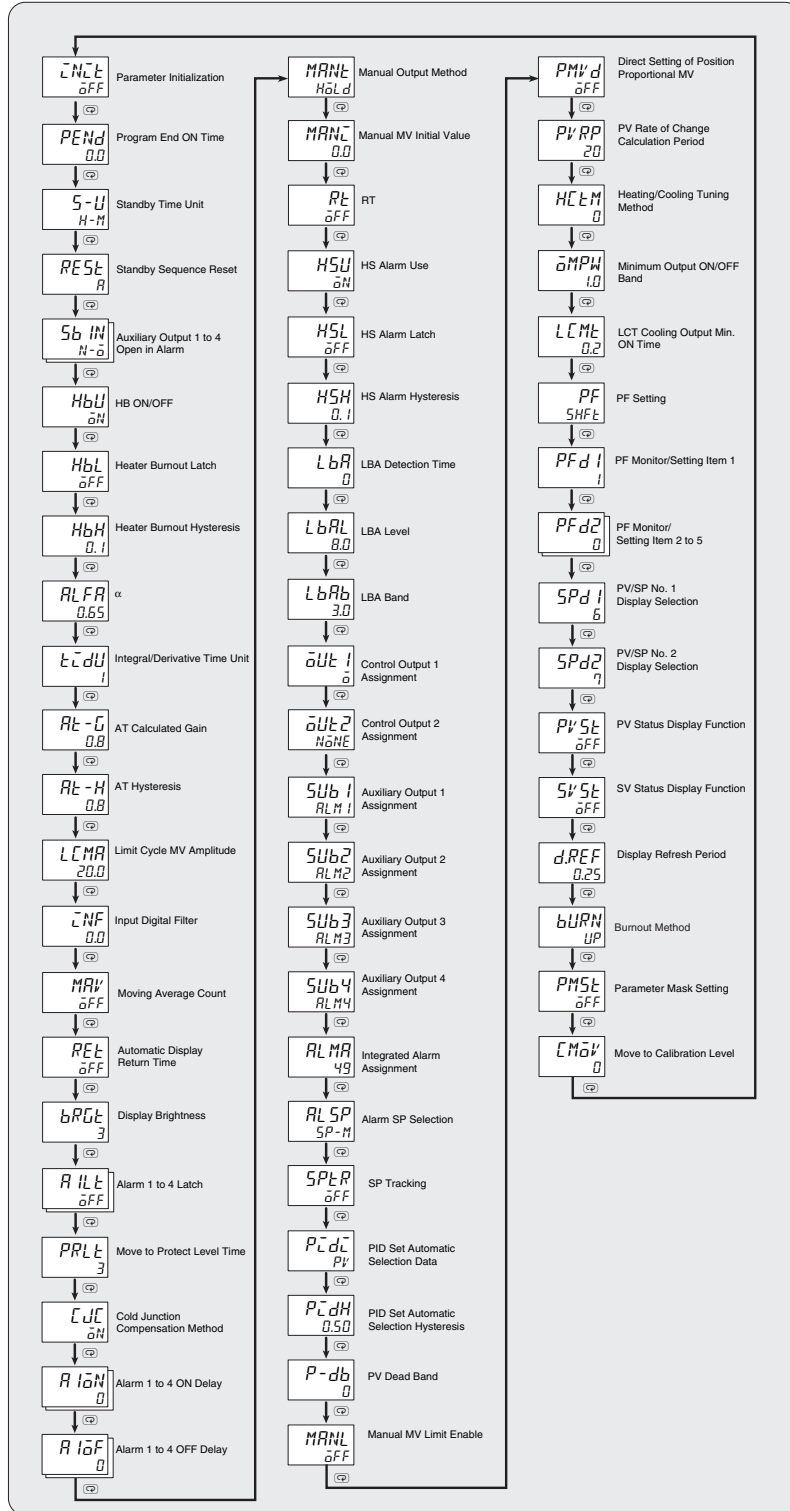 INIT
OFF
Parameter Initialization
PEND
0.0
Program End ON Time
S-U
H-M
Standby Time Unit
REST
A
Standby Sequence Reset
Sb1N
N-O
Auxiliary Output 1 to 4
Open in Alarm
HbU
ON
HB ON/OFF
HbL
OFF
Heater Burnout Latch
HbH
0.1
Heater Burnout Hysteresis
ALFA
0.65
α
TIDU
1
Integral/Derivative Time Unit
AT-G
0.8
AT Calculated Gain
AT-H
0.8
AT Hysteresis
LCMA
20.0
Limit Cycle MV Amplitude
INF
0.0
Input Digital Filter
MAV
OFF
Moving Average Count
RET
OFF
Automatic Display
Return Time
bRGT
3
Display Brightness
A1LT
OFF
Alarm 1 to 4 Latch
PRLT
3
Move to Protect Level Time
CJC
ON
Cold Junction
Compensation Method
A1ON
0
Alarm 1 to 4 ON Delay
A1OF
0
Alarm 1 to 4 OFF Delay
MANT
HOLD
Manual Output Method
MANI
0.0
Manual MV Initial Value
RT
OFF
RT
HSU
ON
HS Alarm Use
HSL
OFF
HS Alarm Latch
HSH
0.1
HS Alarm Hysteresis
LbA
0
LBA Detection Time
LbAL
8.0
LBA Level
LbAb
3.0
LBA Band
OUT1
O
Control Output 1
Assignment
OUT2
NONE
Control Output 2
Assignment
SUb1
ALM1
Auxiliary Output 1
Assignment
SUb2
ALM2
Auxiliary Output 2
Assignment
SUb3
ALM3
Auxiliary Output 3
Assignment
SUb4
ALM4
Auxiliary Output 4
Assignment
ALMA
49
Integrated Alarm
Assignment
ALSP
SP-M
Alarm SP Selection
SPTR
OFF
SP Tracking
PIDI
PV
PID Set Automatic
Selection Data
PIDH
0.50
PID Set Automatic
Selection Hysteresis
P-db
0
PV Dead Band
MANL
OFF
Manual MV Limit Enable
PMVd
OFF
Direct Setting of Position
Proportional MV
PVRP
20
PV Rate of Change
Calculation Period
HCTM
0
Heating/Cooling Tuning
Method
OMPW
1.0
Minimum Output ON/OFF
Band
LCMT
0.2
LCT Cooling Output Min.
ON Time
PF
SHFT
PF Setting
PFd1
1
PF Monitor/Setting Item 1
PFd2
0
PF Monitor/
Setting Item 2 to 5
SPd1
6
PV/SP No. 1
Display Selection
SPd2
7
PV/SP No. 2
Display Selection
PVST
OFF
PV Status Display Function
SVST
OFF
SV Status Display Function
d.REF
0.25
Display Refresh Period
bURN
UP
Burnout Method
PMST
OFF
Parameter Mask Setting
CMOV
0
Move to Calibration Level